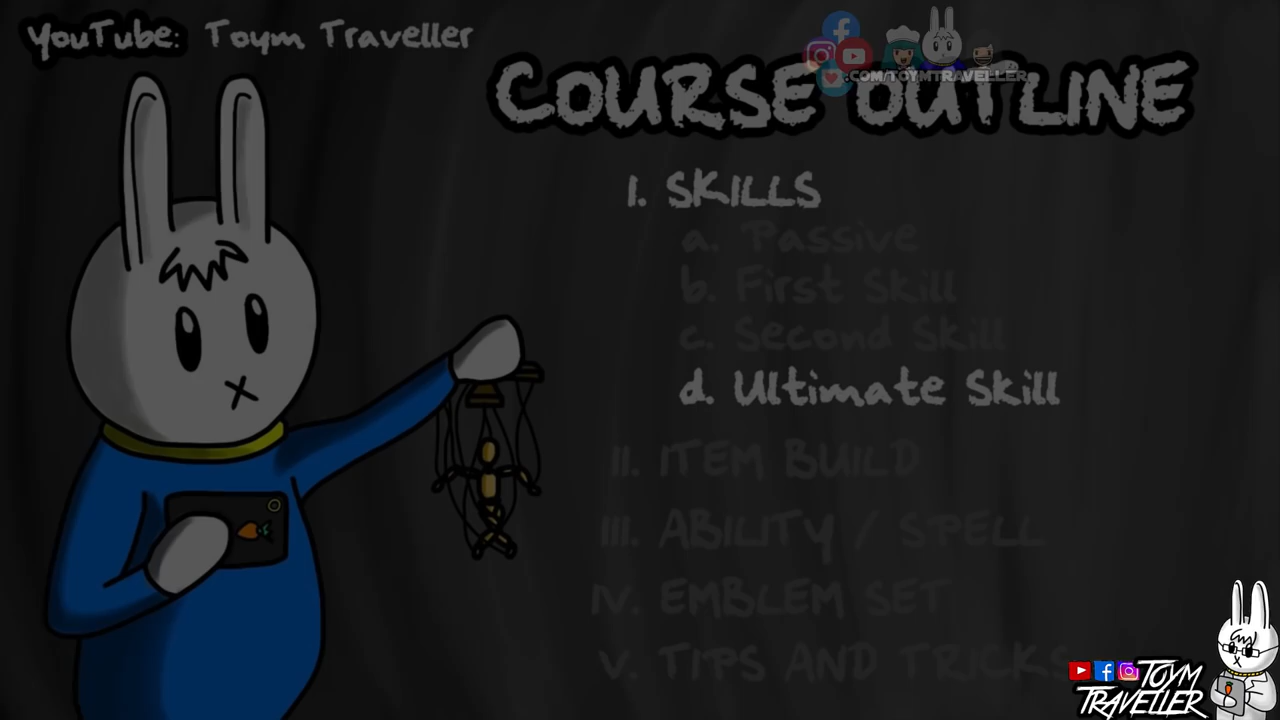 YouTube: Toym Traveller
.COM/TOYMTRAVELLER
COURSE OUTLINE
I. SKILLS
a. Passive
b. First Skill
c. Second Skill
d. Ultimate Skill
II. ITEM BUILD
III. ABILITY / SPELL
IV. EMBLEM SET
V. TIPS AND TRICKS
TOYM
TRAVELLER